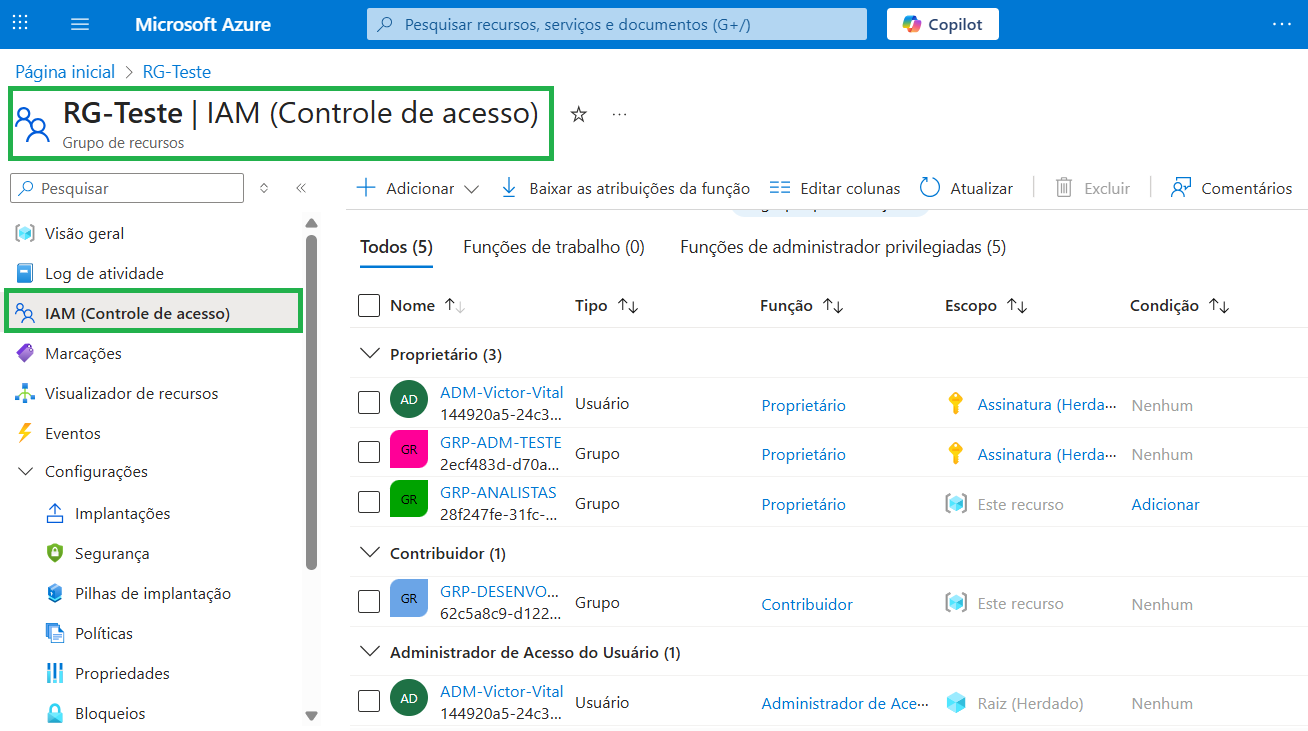 Microsoft Azure
Pesquisar recursos, serviços e documentos (G+/)
Copilot
Página inicial > RG-Teste
RG-Teste | IAM (Controle de acesso)
Grupo de recursos
Pesquisar
Adicionar
Baixar as atribuições da função
Editar colunas
Atualizar
Excluir
Comentários
Visão geral
Log de atividade
IAM (Controle de acesso)
Marcações
Visualizador de recursos
Eventos
Configurações
Implantações
Segurança
Pilhas de implantação
Políticas
Propriedades
Bloqueios
Todos (5) Funções de trabalho (0) Funções de administrador privilegiadas (5)
Nome Tipo Função Escopo Condição
Proprietário (3)
AD ADM-Victor-Vital Usuário Proprietário Assinatura (Herda... Nenhum
144920a5-24c3...
GR GRP-ADM-TESTE Grupo Proprietário Assinatura (Herda... Nenhum
2ecf483d-d70a...
GR GRP-ANALISTAS Grupo Proprietário Este recurso Adicionar
28f247fe-31fc-...
Contribuidor (1)
GR GRP-DESENVO... Grupo Contribuidor Este recurso Nenhum
62c5a8c9-d122...
Administrador de Acesso do Usuário (1)
AD ADM-Victor-Vital Usuário Administrador de Ace... Raiz (Herdado) Nenhum
144920a5-24c3...